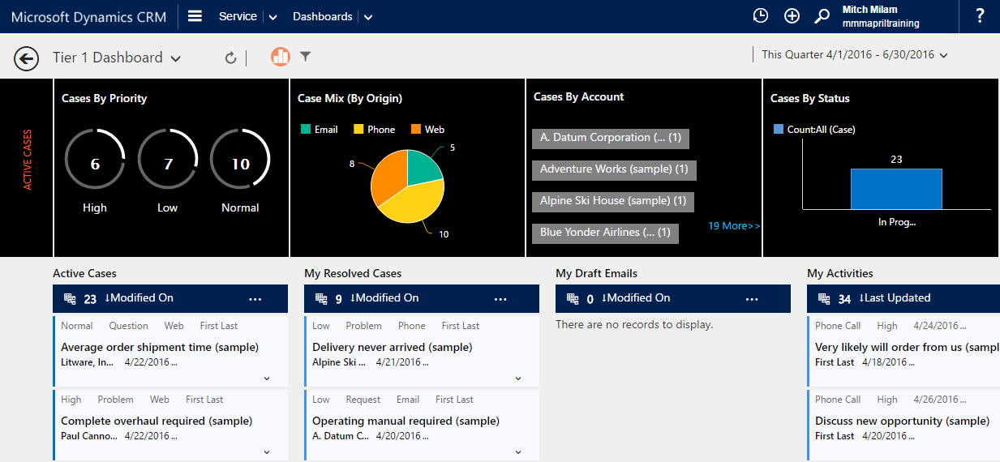 Microsoft Dynamics CRM
Service
Dashboards
Mitch Milam
mmmapriltraining
?
Tier 1 Dashboard
This Quarter 4/1/2016 - 6/30/2016
ACTIVE CASES
Cases By Priority
6
7
10
High
Low
Normal
Case Mix (By Origin)
Email
Phone
Web
5
8
10
Cases By Account
A. Datum Corporation (... (1)
Adventure Works (sample) (1)
Alpine Ski House (sample) (1)
Blue Yonder Airlines (... (1)
19 More>>
Cases By Status
Count:All (Case)
23
In Prog...
Active Cases
23 ↓Modified On ...
Normal Question Web First Last
Average order shipment time (sample)
Litware, In... 4/22/2016 ...
High Problem Web First Last
Complete overhaul required (sample)
Paul Canno... 4/22/2016 ...
My Resolved Cases
9 ↓Modified On ...
Low Problem Phone First Last
Delivery never arrived (sample)
Alpine Ski ... 4/21/2016 ...
Low Request Email First Last
Operating manual required (sample)
A. Datum C... 4/20/2016 ...
My Draft Emails
0 ↓Modified On ...
There are no records to display.
My Activities
34 ↓Last Updated
Phone Call High 4/24/2016 ...
Very likely will order from us (sampl
First Last 4/18/2016 ...
Phone Call High 4/26/2016 ...
Discuss new opportunity (sample)
First Last 4/20/2016 ...